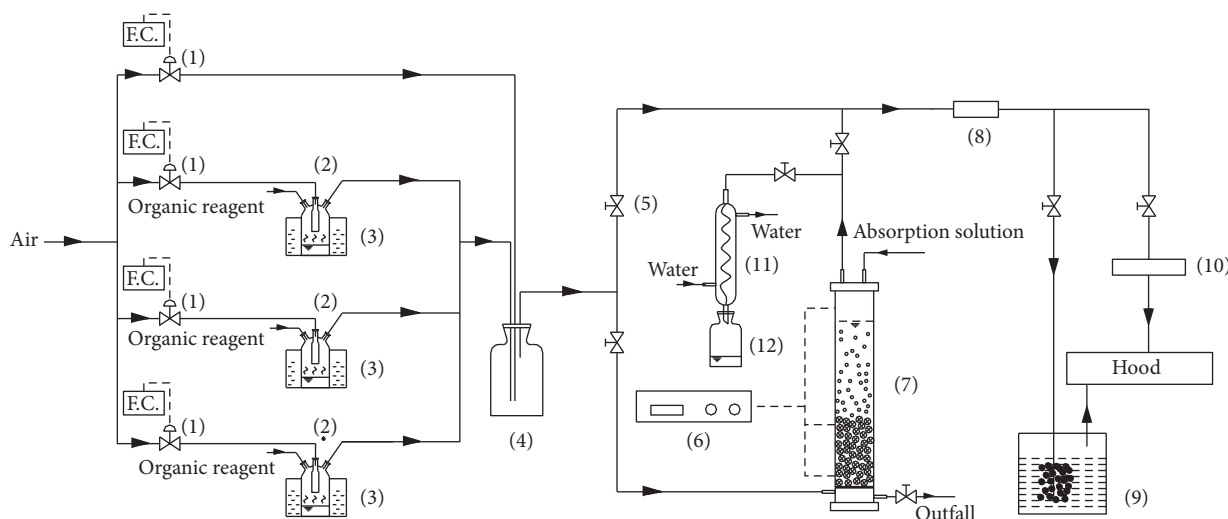 F.C.
(1)
F.C.
(1)
(2)
Organic reagent
(3)
Air
F.C.
(1)
(2)
Organic reagent
(3)
F.C.
(1)
(2)
Organic reagent
(3)
(4)
(5)
Water
Water
(11)
(12)
(6)
Absorption solution
(7)
Outfall
(8)
(10)
Hood
(9)